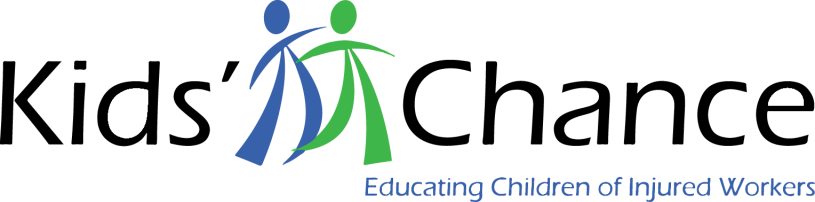 Kids' Chance
Educating Children of Injured Workers